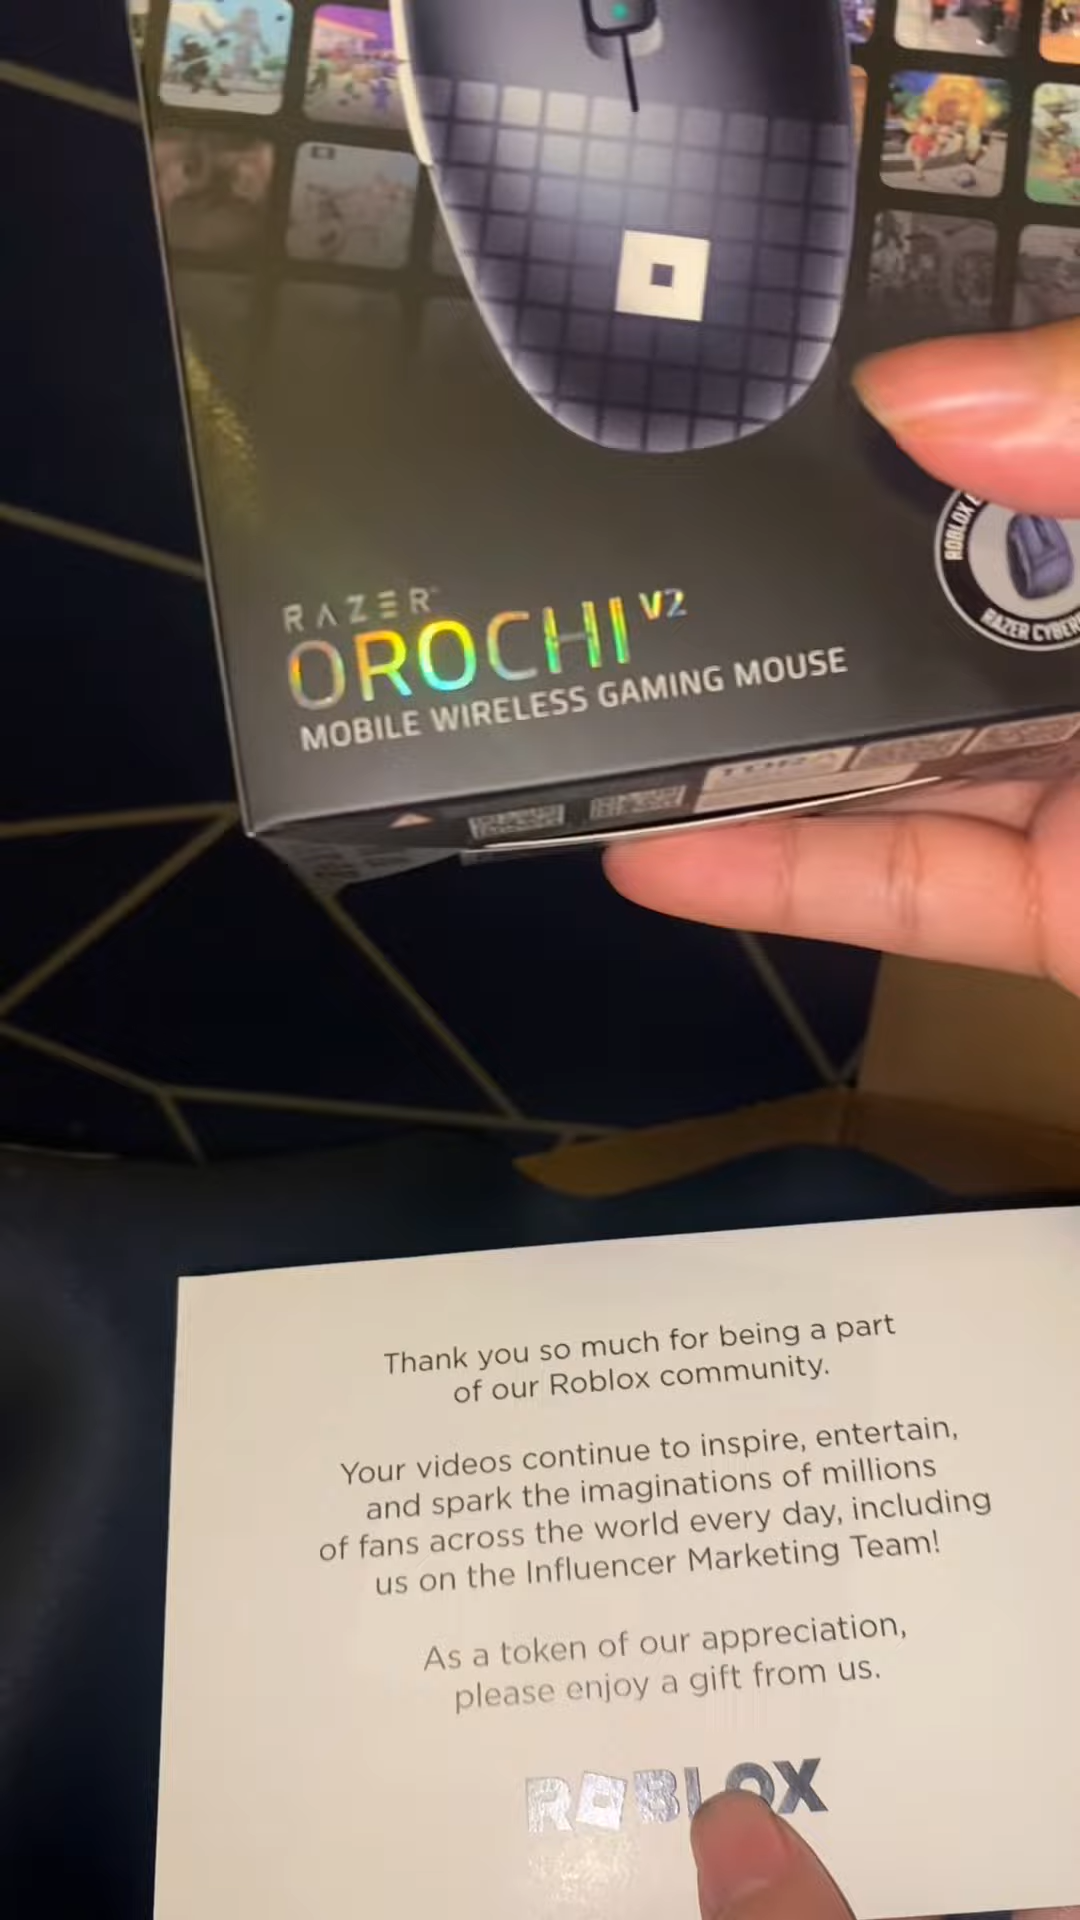 RAZER
OROCHI V2
MOBILE WIRELESS GAMING MOUSE
ROBLOX
RAZER
Thank you so much for being a part
of our Roblox community.
Your videos continue to inspire, entertain,
and spark the imaginations of millions
of fans across the world every day, including
us on the Influencer Marketing Team!
As a token of our appreciation,
please enjoy a gift from us.
ROBLOX